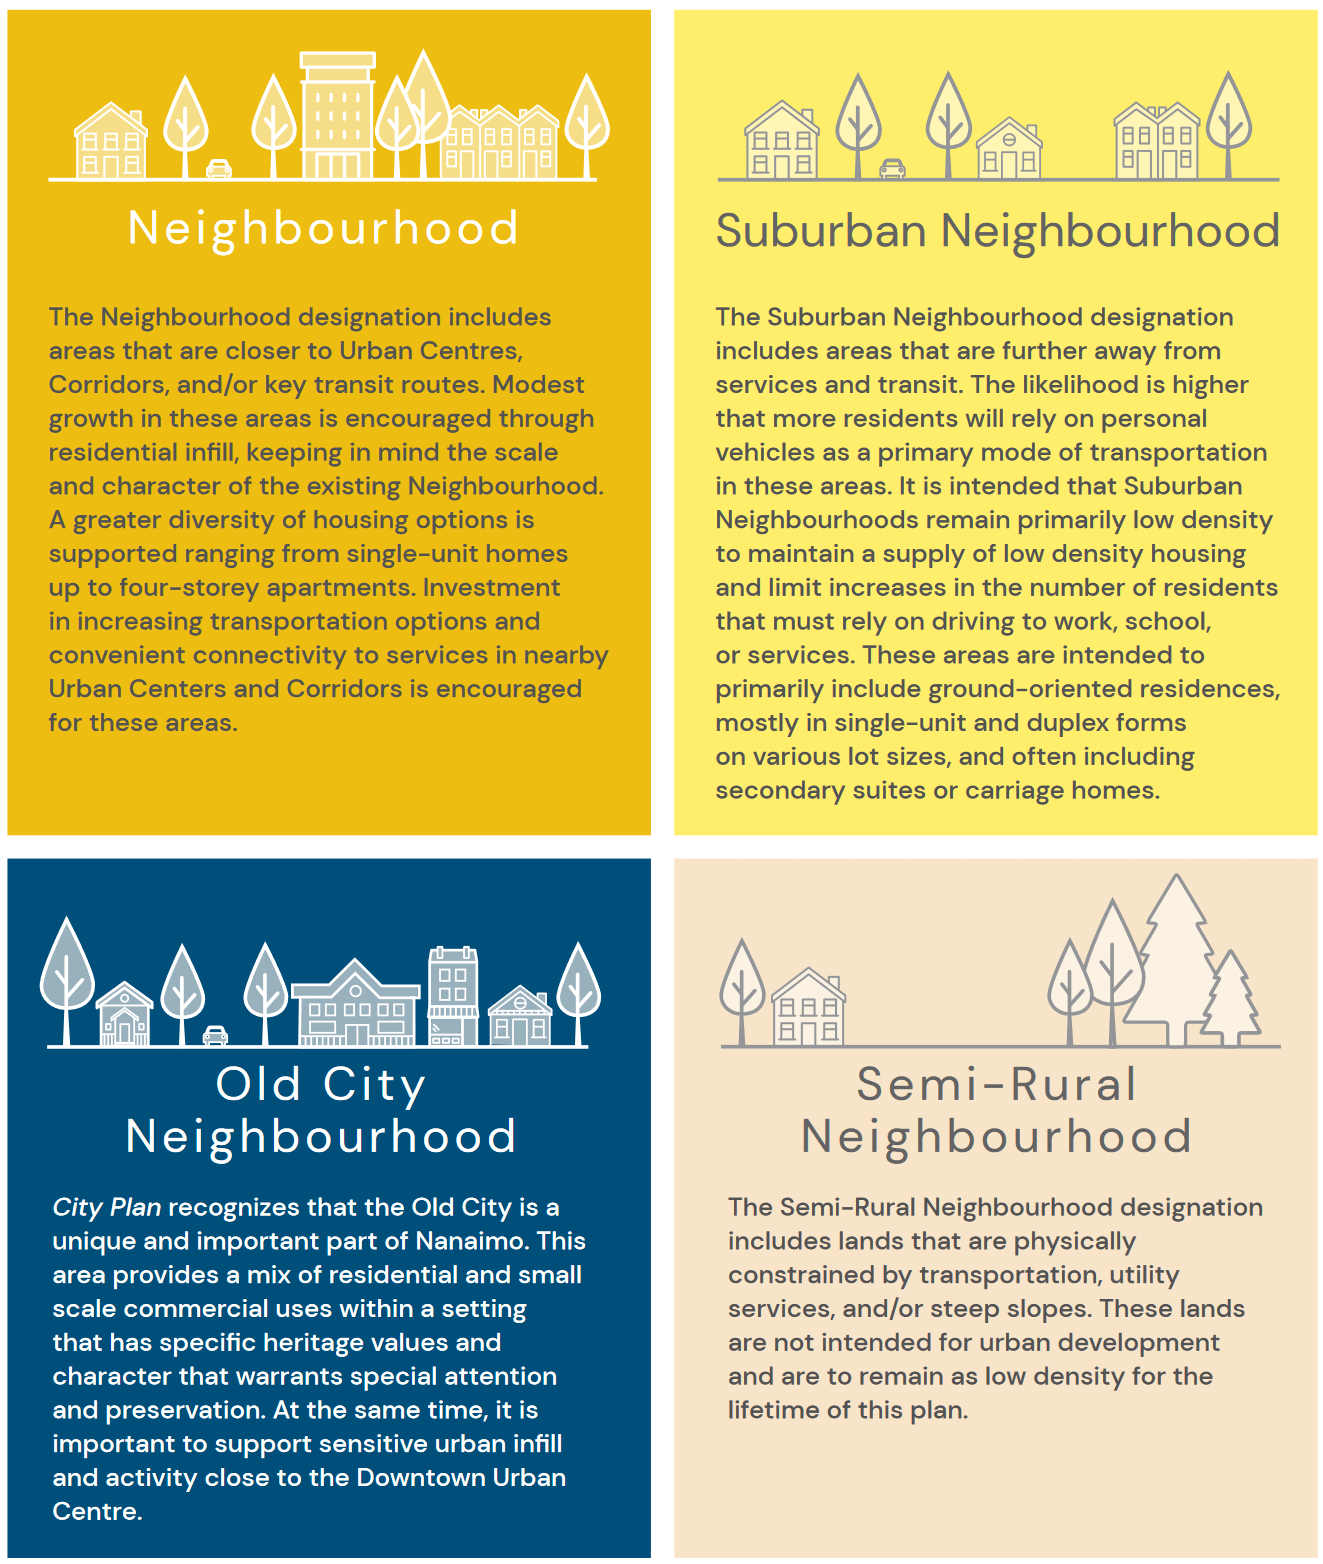 Neighbourhood
The Neighbourhood designation includes
areas that are closer to Urban Centres,
Corridors, and/or key transit routes. Modest
growth in these areas is encouraged through
residential infill, keeping in mind the scale
and character of the existing Neighbourhood.
A greater diversity of housing options is
supported ranging from single-unit homes
up to four-storey apartments. Investment
in increasing transportation options and
convenient connectivity to services in nearby
Urban Centers and Corridors is encouraged
for these areas.
Suburban Neighbourhood
The Suburban Neighbourhood designation
includes areas that are further away from
services and transit. The likelihood is higher
that more residents will rely on personal
vehicles as a primary mode of transportation
in these areas. It is intended that Suburban
Neighbourhoods remain primarily low density
to maintain a supply of low density housing
and limit increases in the number of residents
that must rely on driving to work, school,
or services. These areas are intended to
primarily include ground-oriented residences,
mostly in single-unit and duplex forms
on various lot sizes, and often including
secondary suites or carriage homes.
Old City
Neighbourhood
City Plan recognizes that the Old City is a
unique and important part of Nanaimo. This
area provides a mix of residential and small
scale commercial uses within a setting
that has specific heritage values and
character that warrants special attention
and preservation. At the same time, it is
important to support sensitive urban infill
and activity close to the Downtown Urban
Centre.
Semi-Rural
Neighbourhood
The Semi-Rural Neighbourhood designation
includes lands that are physically
constrained by transportation, utility
services, and/or steep slopes. These lands
are not intended for urban development
and are to remain as low density for the
lifetime of this plan.